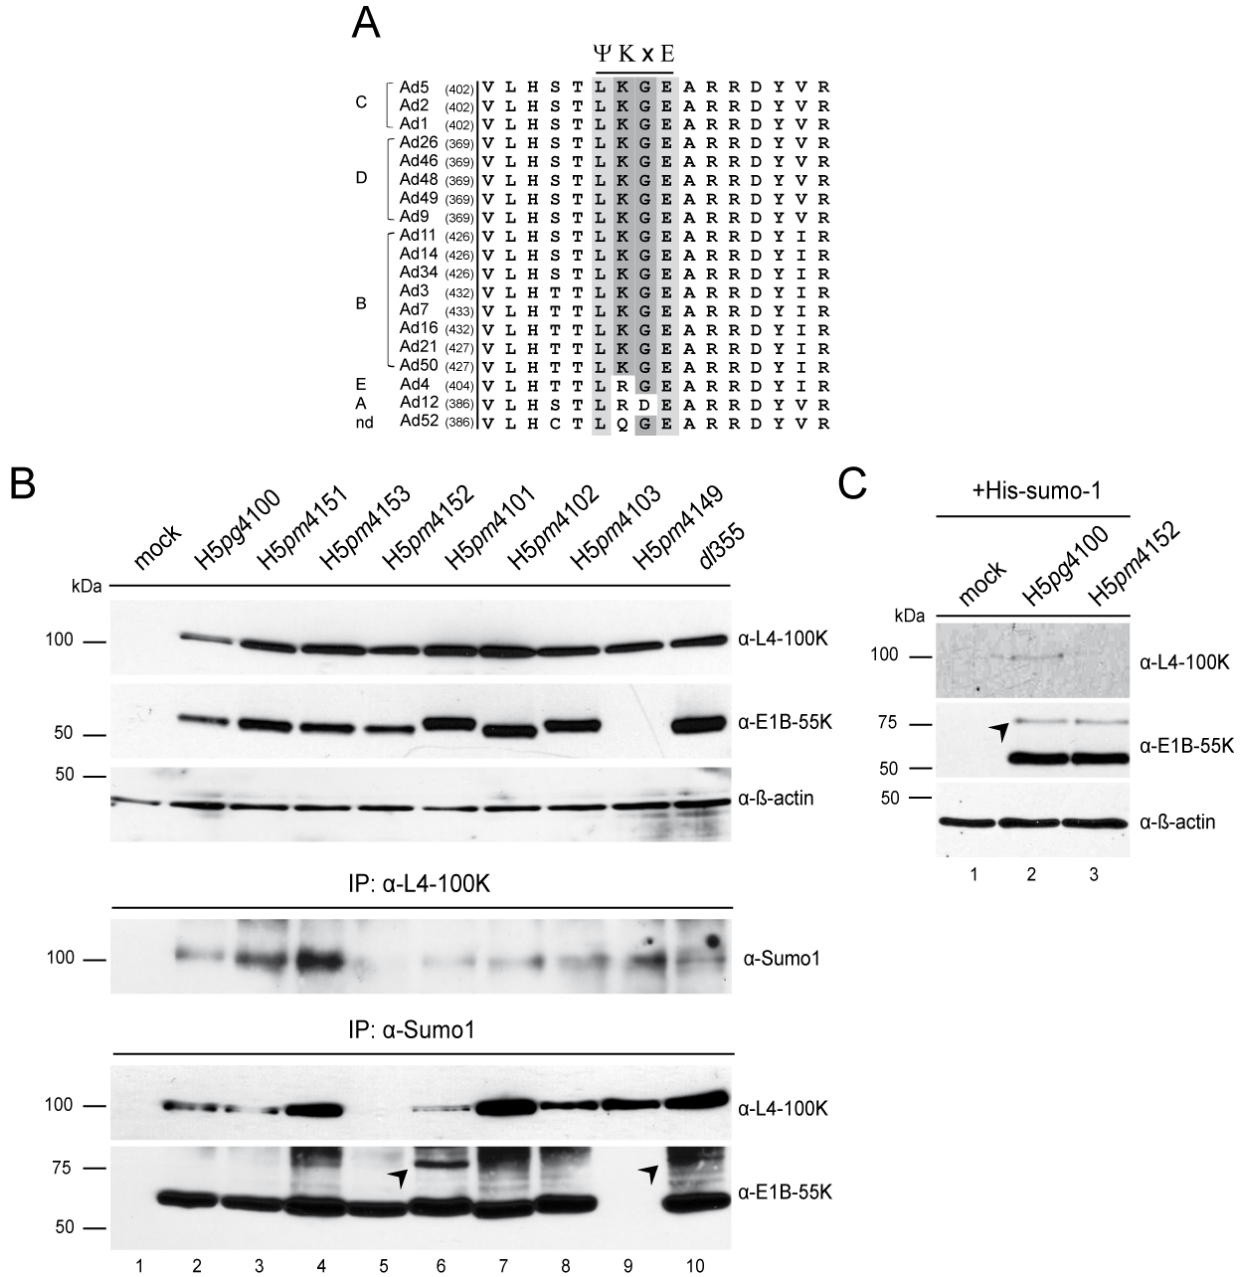 A
Ψ K x E
C
Ad5 (402) V L H S T L K G E A R R D Y V R
Ad2 (402) V L H S T L K G E A R R D Y V R
Ad1 (402) V L H S T L K G E A R R D Y V R
D
Ad26 (369) V L H S T L K G E A R R D Y V R
Ad46 (369) V L H S T L K G E A R R D Y V R
Ad48 (369) V L H S T L K G E A R R D Y V R
Ad49 (369) V L H S T L K G E A R R D Y V R
Ad9 (369) V L H S T L K G E A R R D Y V R
B
Ad11 (426) V L H S T L K G E A R R D Y I R
Ad14 (426) V L H S T L K G E A R R D Y I R
Ad34 (426) V L H S T L K G E A R R D Y I R
Ad3 (432) V L H T T L K G E A R R D Y I R
Ad7 (433) V L H T T L K G E A R R D Y I R
Ad16 (432) V L H T T L K G E A R R D Y I R
Ad21 (427) V L H T T L K G E A R R D Y I R
Ad50 (427) V L H T T L K G E A R R D Y I R
E Ad4 (404) V L H T T L R G E A R R D Y I R
A Ad12 (386) V L H S T L R D E A R R D Y V R
nd Ad52 (386) V L H C T L Q G E A R R D Y V R
B
mock H5pg4100 H5pm4151 H5pm4153 H5pm4152 H5pm4101 H5pm4102 H5pm4103 H5pm4149 dl355
kDa
100 α-L4-100K
α-E1B-55K
50
50
α-ß-actin
IP: α-L4-100K
100 α-Sumo1
IP: α-Sumo1
100 α-L4-100K
75
α-E1B-55K
50
1 2 3 4 5 6 7 8 9 10
C
+His-sumo-1
mock H5pg4100 H5pm4152
kDa
100 α-L4-100K
75
α-E1B-55K
50
50
α-ß-actin
1 2 3